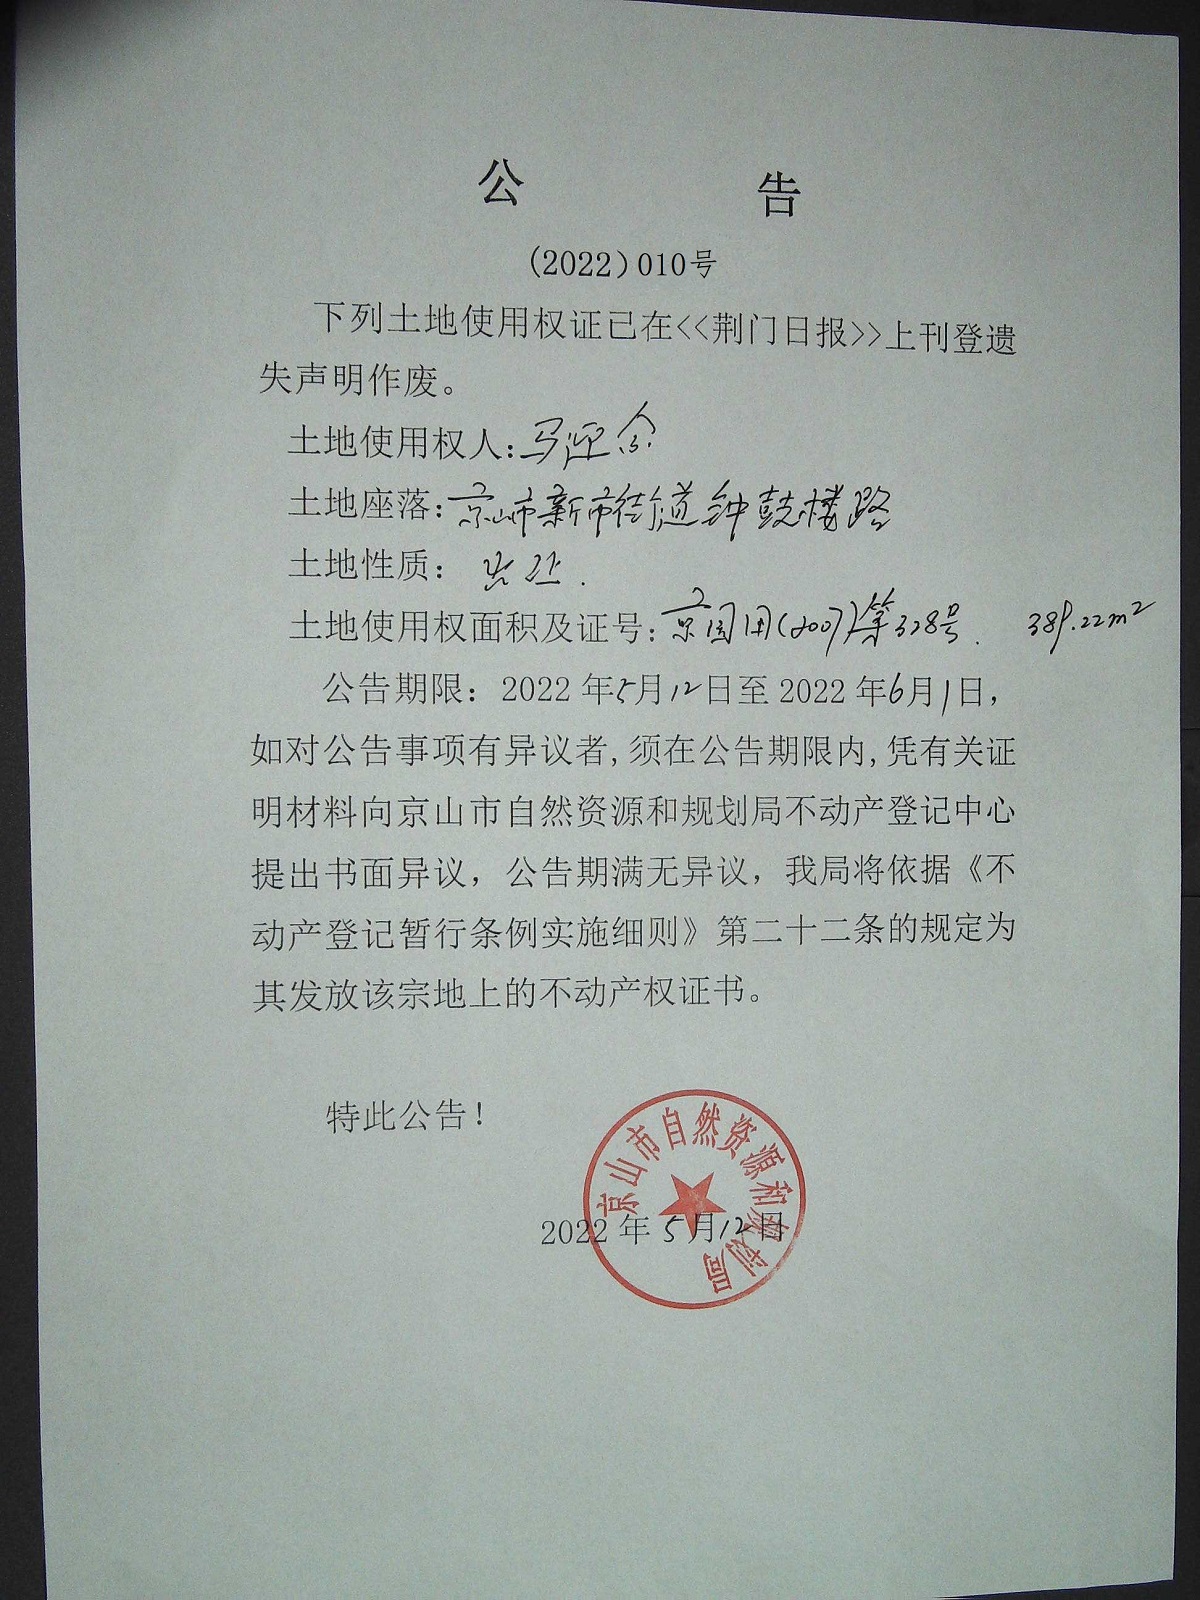 公 告
(2022)010号
下列土地使用权证已在<<荆门日报>>上刊登遗
失声明作废。
土地使用权人:马迎
土地座落:京山市新市街道钟鼓楼路
土地性质: 出让.
土地使用权面积及证号:京国用(2007)第328号. 389.22m²
公告期限: 2022年5月12日至2022年6月1日,
如对公告事项有异议者,须在公告期限内,凭有关证
明材料向京山市自然资源和规划局不动产登记中心
提出书面异议，公告期满无异议，我局将依据《不
动产登记暂行条例实施细则》第二十二条的规定为
其发放该宗地上的不动产权证书。
特此公告!
京山市自然资源和规划局
2022年5月12日